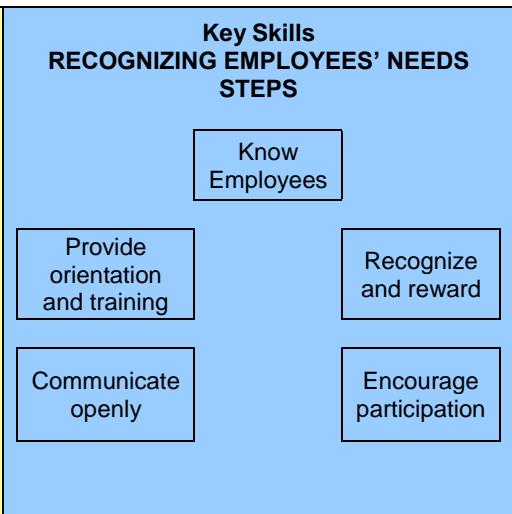 Key Skills
RECOGNIZING EMPLOYEES’ NEEDS
STEPS
Know
Employees
Provide
orientation
and training
Recognize
and reward
Communicate
openly
Encourage
participation